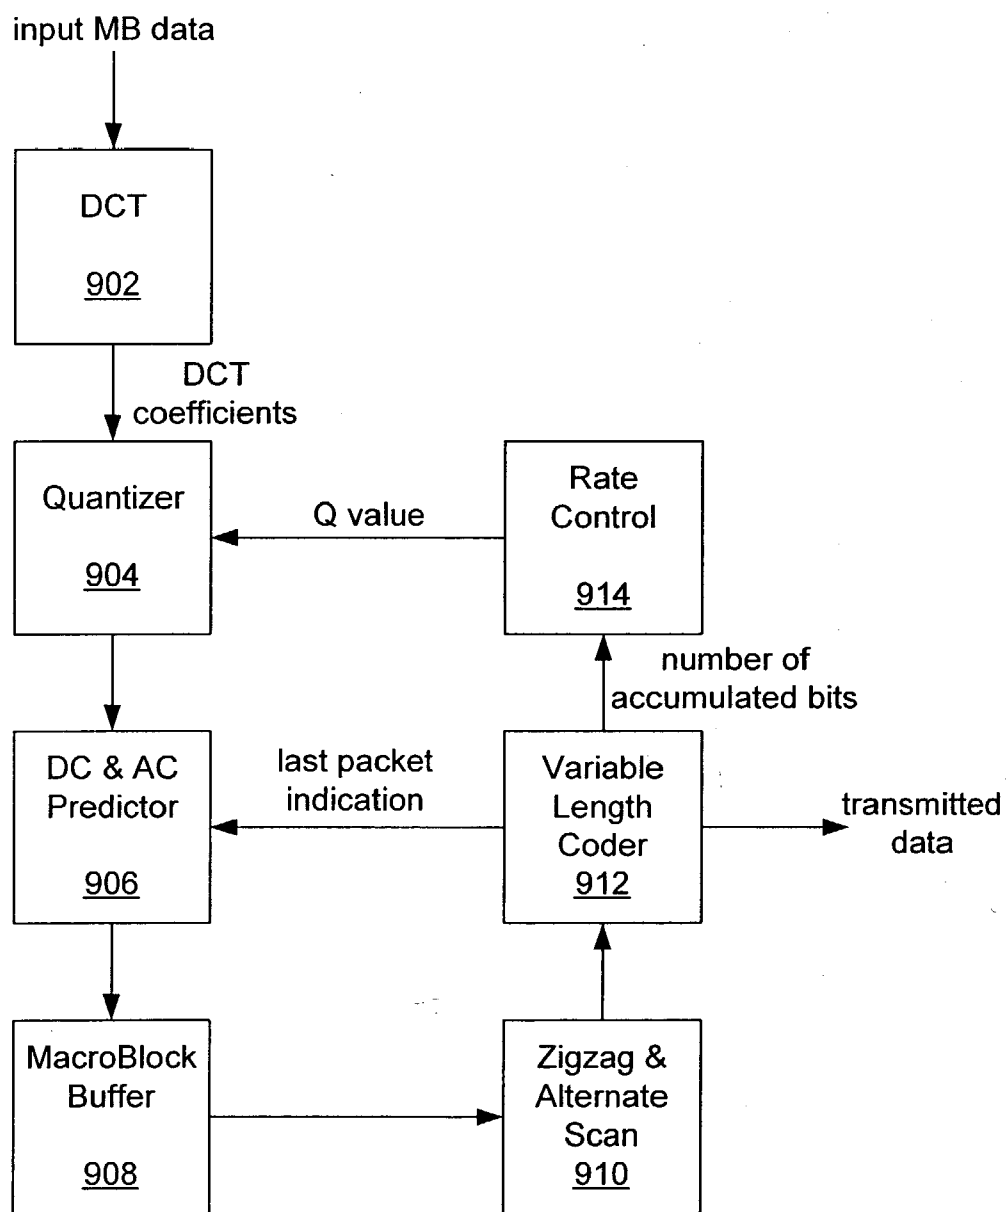 input MB data
DCT
902
DCT
coefficients
Quantizer
904
Q value
Rate
Control
914
number of
accumulated bits
DC & AC
Predictor
906
last packet
indication
Variable
Length
Coder
912
transmitted
data
MacroBlock
Buffer
908
Zigzag &
Alternate
Scan
910